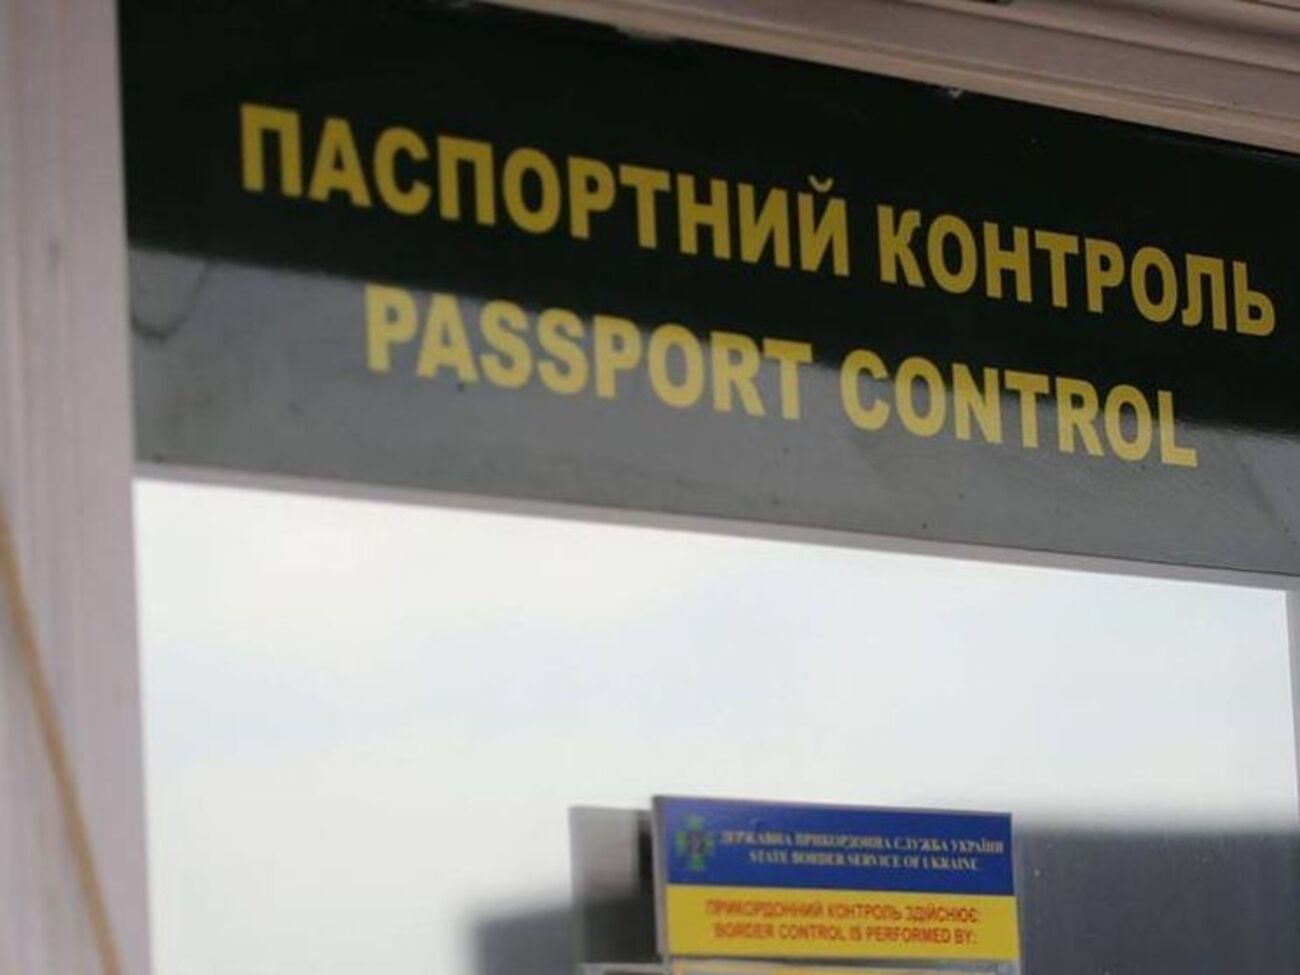 ПАСПОРТНИЙ КОНТРОЛЬ
PASSPORT CONTROL
ДЕРЖАВНА ПРИКОРДОННА СЛУЖБА УКРАЇНИ
STATE BORDER SERVICE OF UKRAINE
ПРИКОРДОННИЙ КОНТРОЛЬ ЗДІЙСНЮЄ:
BORDER CONTROL IS PERFORMED BY: